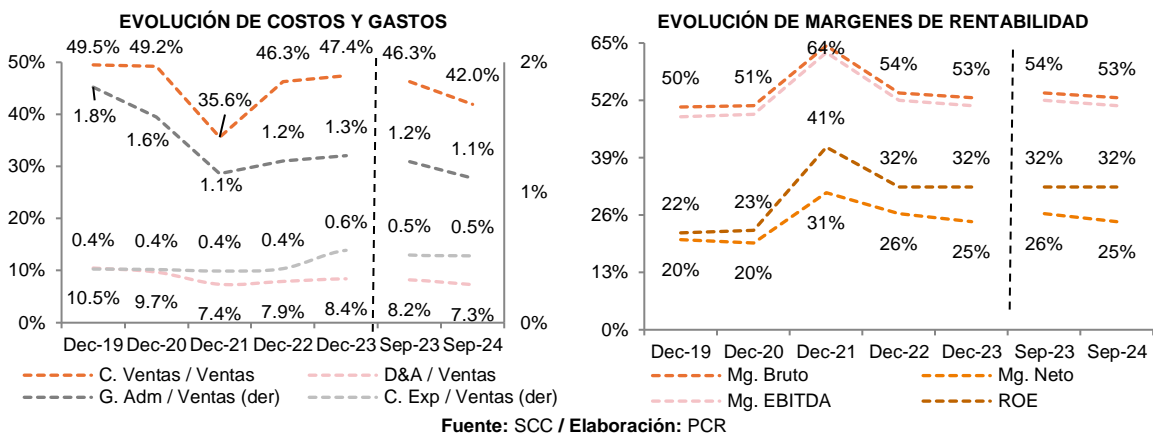 EVOLUCIÓN DE COSTOS Y GASTOS
49.5% 49.2% 35.6% 46.3% 47.4% 46.3% 42.0%
1.8% 1.6% 1.1% 1.2% 1.3% 1.2% 1.1%
0.4% 0.4% 0.4% 0.4% 0.6% 0.5% 0.5%
10.5% 9.7% 7.4% 7.9% 8.4% 8.2% 7.3%
50%
40%
30%
20%
10%
0%
2%
1%
0%
Dec-19 Dec-20 Dec-21 Dec-22 Dec-23 Sep-23 Sep-24
C. Ventas / Ventas D&A / Ventas
G. Adm / Ventas (der) C. Exp / Ventas (der)
EVOLUCIÓN DE MARGENES DE RENTABILIDAD
65%
52%
39%
26%
13%
0%
50% 51% 64% 54% 53% 54% 53%
22% 23% 41% 32% 32% 32% 32%
20% 20% 31% 26% 25% 26% 25%
Dec-19 Dec-20 Dec-21 Dec-22 Dec-23 Sep-23 Sep-24
Mg. Bruto Mg. Neto
Mg. EBITDA ROE
Fuente: SCC / Elaboración: PCR